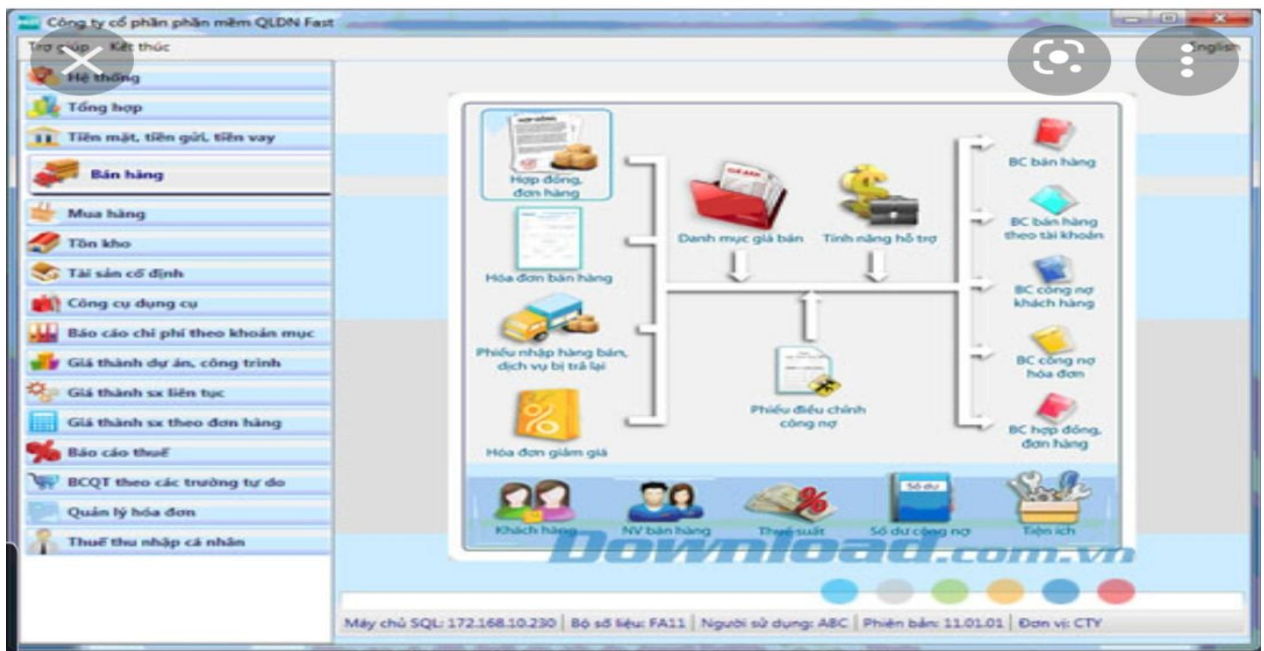 Công ty cổ phần phần mềm QLDN Fast
Trợ giúp Kết thúc English
Hệ thống
Tổng hợp
Tiền mặt, tiền gửi, tiền vay
Bán hàng
Mua hàng
Tồn kho
Tài sản cố định
Công cụ dụng cụ
Báo cáo chi phí theo khoản mục
Giá thành dự án, công trình
Giá thành sx liên tục
Giá thành sx theo đơn hàng
Báo cáo thuế
BCQT theo các trường tự do
Quản lý hóa đơn
Thuế thu nhập cá nhân
HỢP ĐỒNG
Hợp đồng,
đơn hàng
Hóa đơn bán hàng
Phiếu nhập hàng bán,
dịch vụ bị trả lại
Hóa đơn giảm giá
GIÁ BÁN
Danh mục giá bán
Tính năng hỗ trợ
Phiếu điều chỉnh
công nợ
BC bán hàng
BC bán hàng
theo tài khoản
BC công nợ
khách hàng
BC công nợ
hóa đơn
BC hợp đồng,
đơn hàng
Khách hàng
NV bán hàng
Thuế suất
Số dư
Số dư công nợ
Tiện ích
Download.com.vn
Máy chủ SQL: 172.168.10.230 Bộ số liệu: FA11 Người sử dụng: ABC Phiên bản: 11.01.01 Đơn vị: CTY